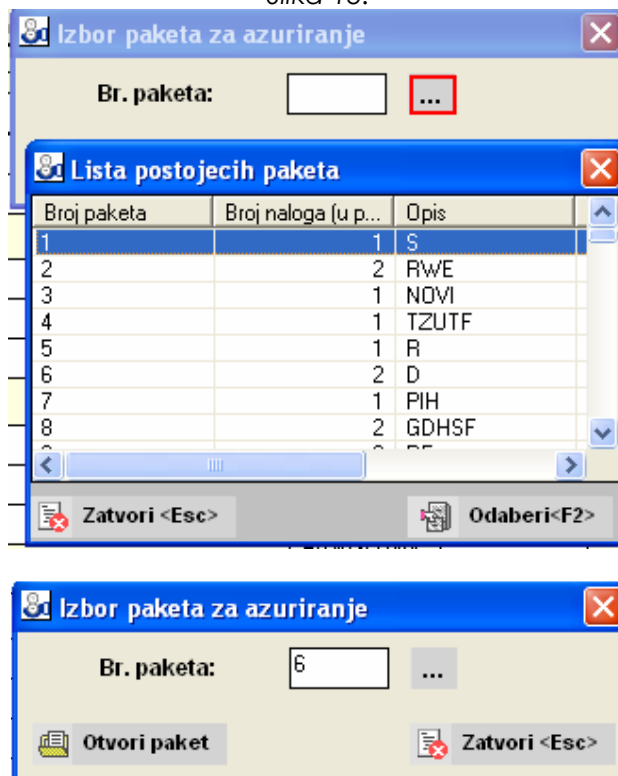 Izbor paketa za azuriranje
Br. paketa: ...
Lista postojecih paketa
Broj paketa Broj naloga (u p... Opis
1 1 S
2 2 RWE
3 1 NOVI
4 1 TZUTF
5 1 R
6 2 D
7 1 PIH
8 2 GDHSF
Zatvori <Esc> Odaberi<F2>
Izbor paketa za azuriranje
Br. paketa: 6 ...
Otvori paket Zatvori <Esc>